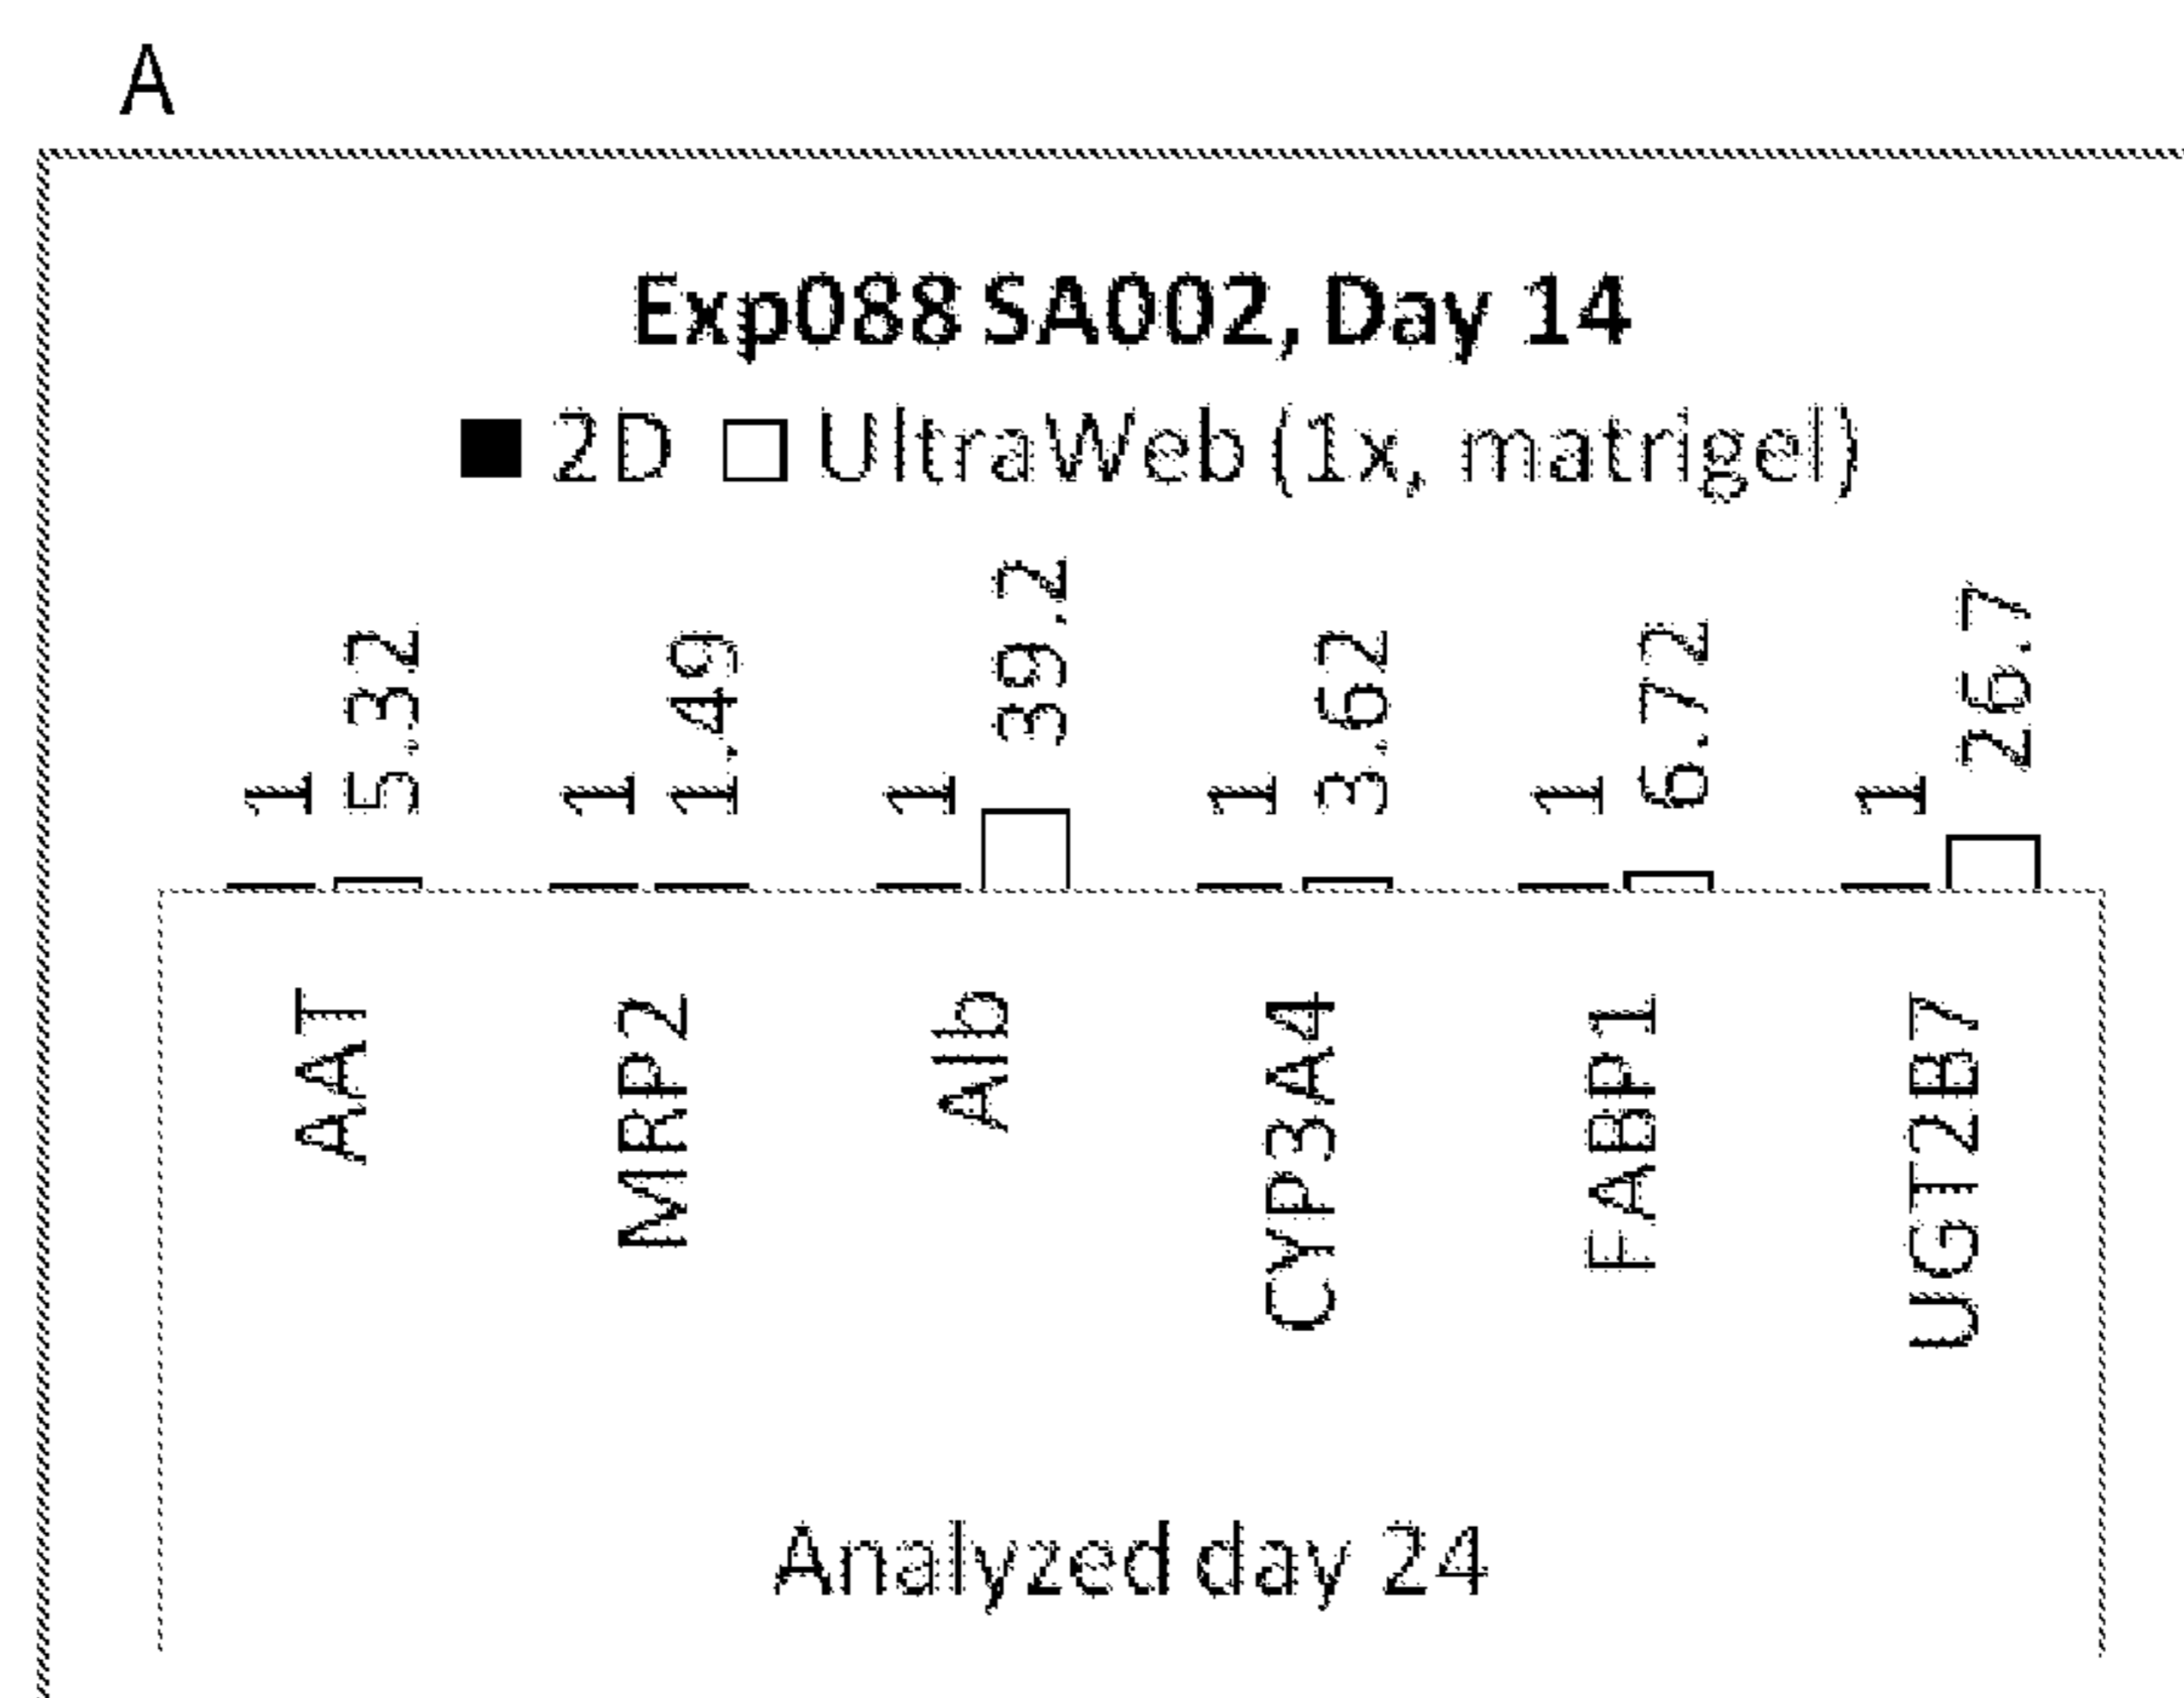 A
Exp088 SA002, Day 14
2D UltraWeb (1x, matrigel)
1 5.32 1 1.49 1 39.2 1 3.62 1 6.72 1 26.7
AAT MRP2 Alb CYP3A4 FABP1 UGT2B7
Analyzed day 24